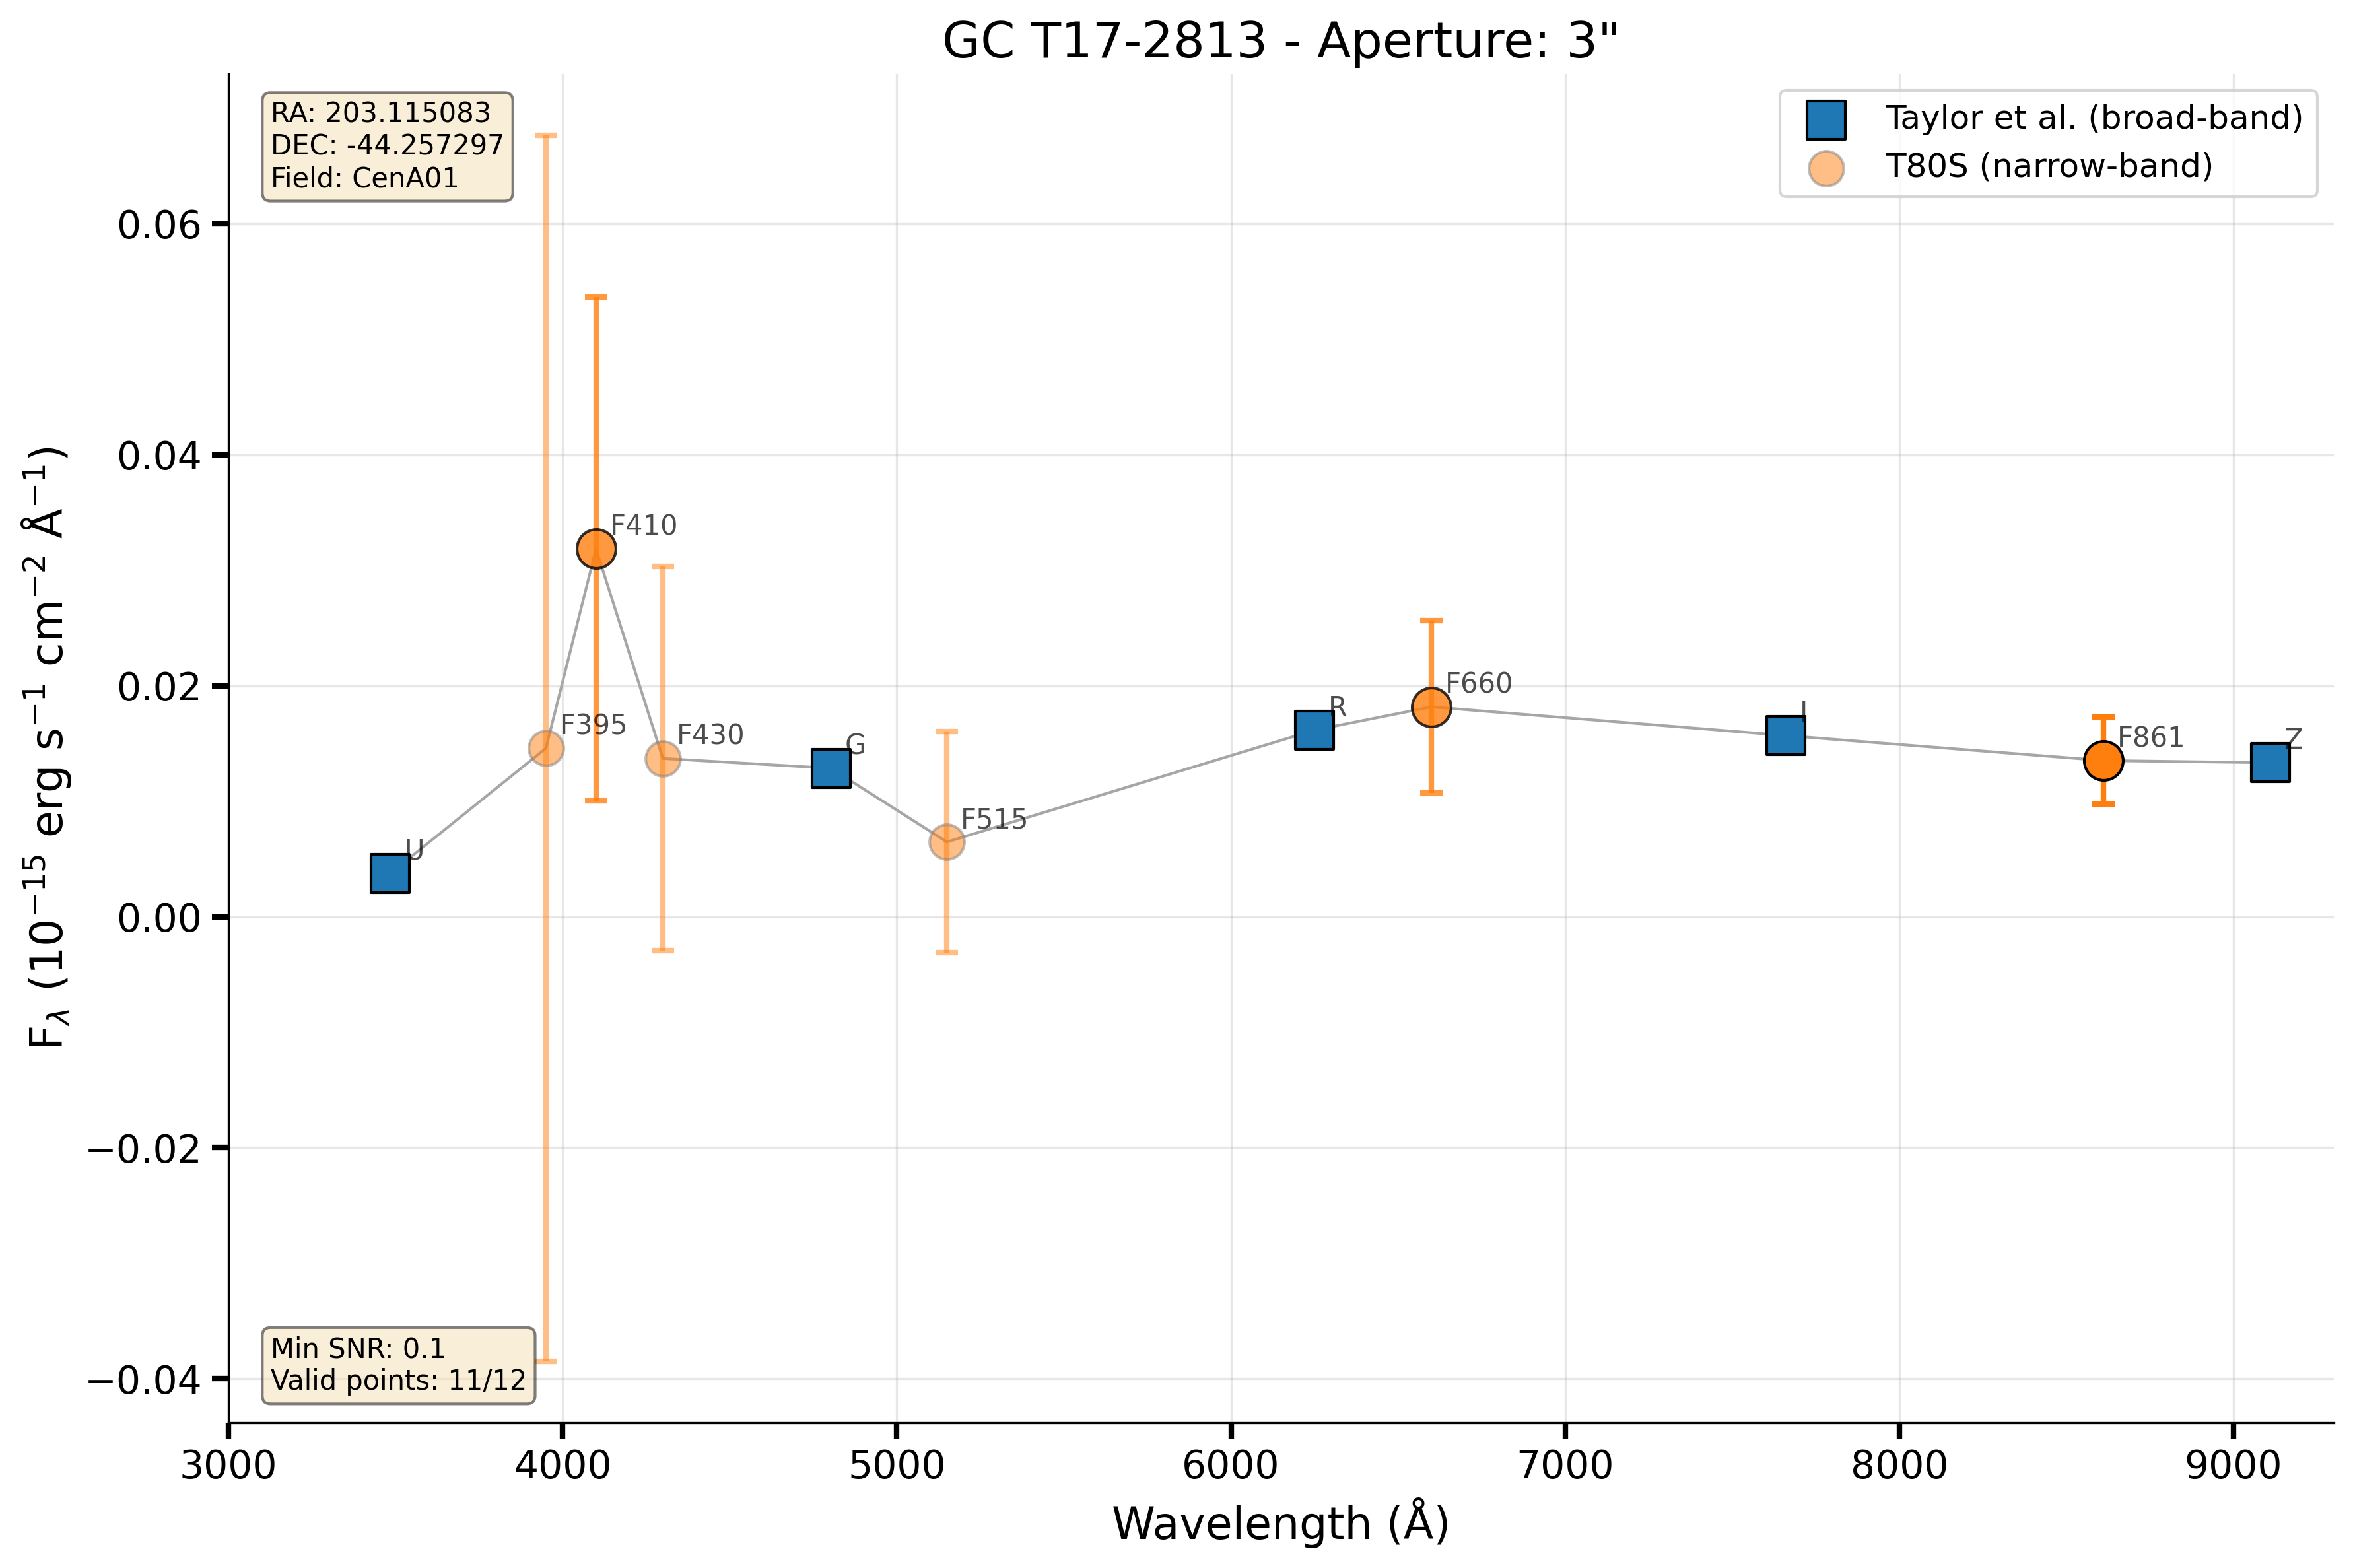 GC T17-2813 - Aperture: 3"
RA: 203.115083
DEC: -44.257297
Field: CenA01
Taylor et al. (broad-band)
T80S (narrow-band)
F$_\lambda$ (10$^{-15}$ erg s$^{-1}$ cm$^{-2}$ Å$^{-1}$)
0.06
0.04
0.02
0.00
−0.02
−0.04
U
F395
F410
F430
G
F515
R
F660
I
F861
Z
Min SNR: 0.1
Valid points: 11/12
3000 4000 5000 6000 7000 8000 9000
Wavelength (Å)